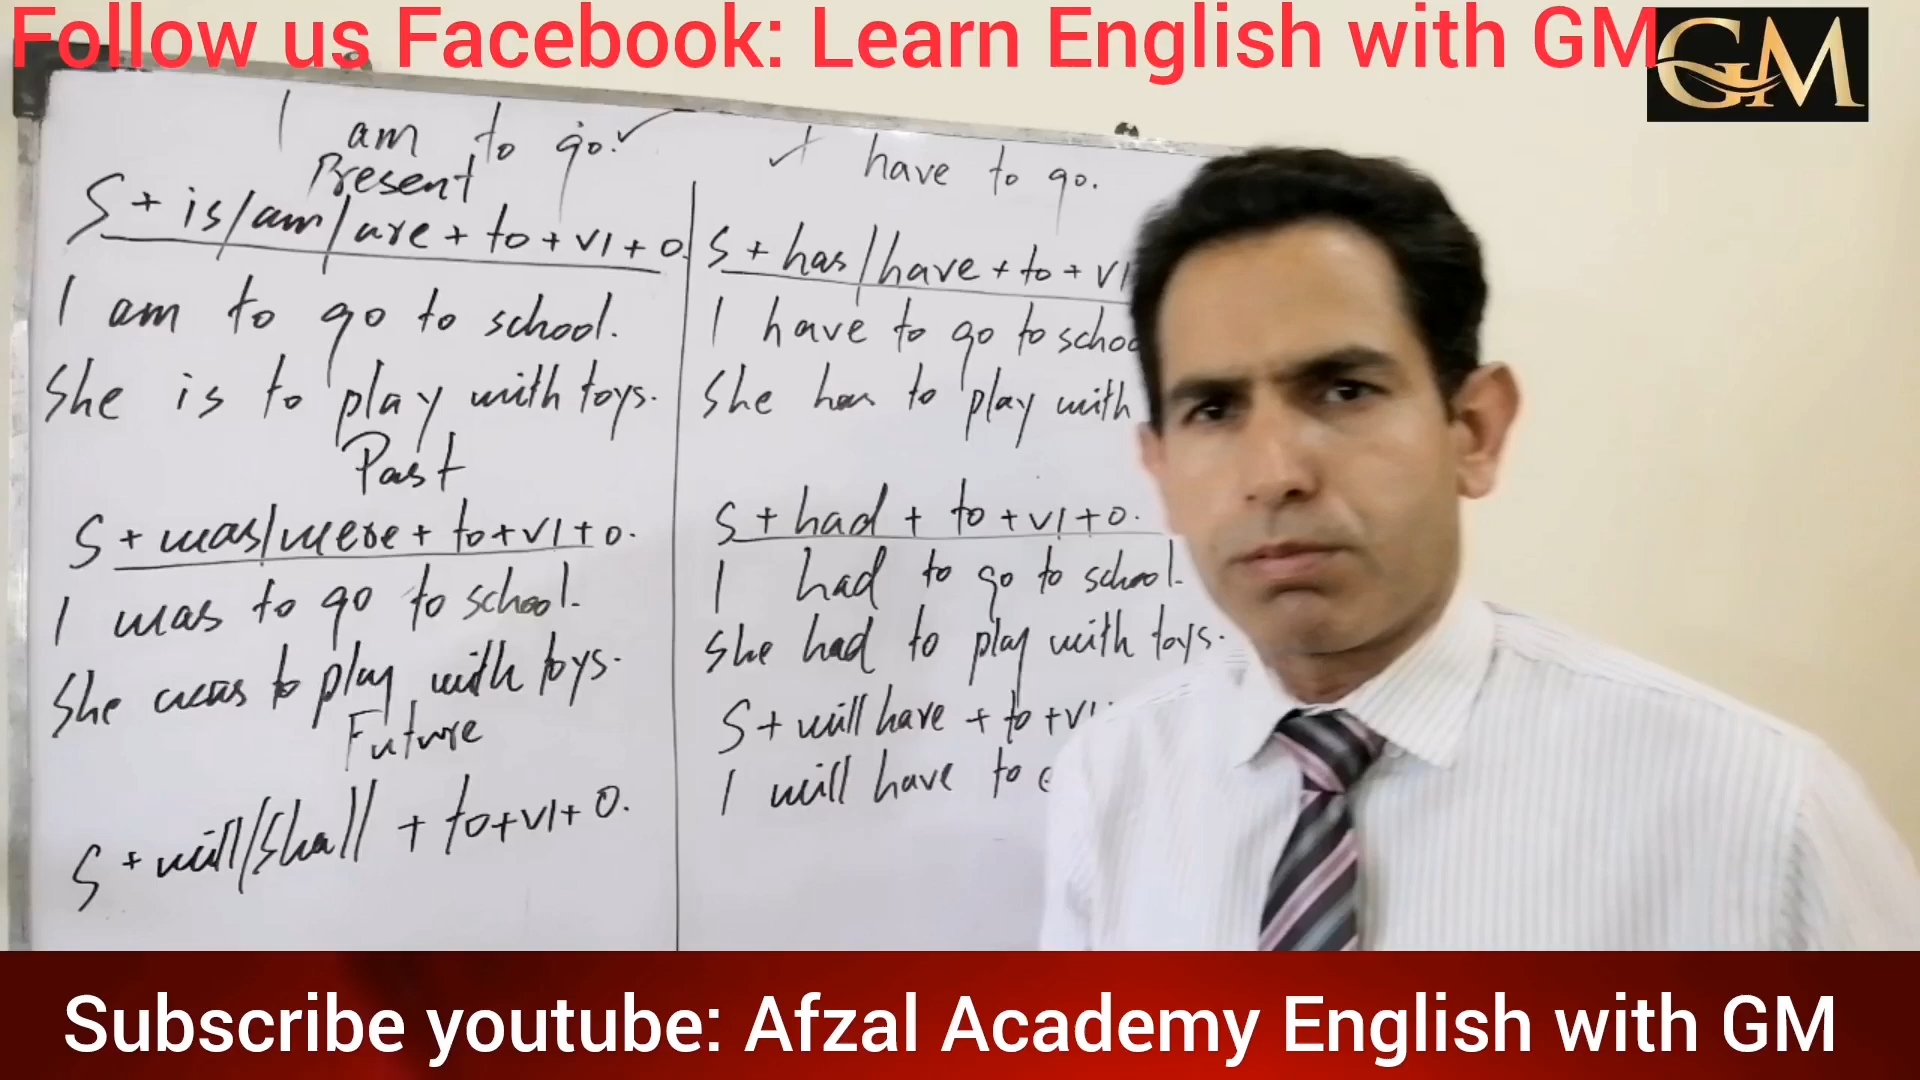 Follow us Facebook: Learn English with GM
GM
I am to go.
Present
S + is/am/are + to + v1 + o.
I am to go to school.
She is to play with toys.
Past
S + was/were + to + v1 + o.
I was to go to school.
She was to play with toys.
Future
S + will/shall + to + v1 + o.
I have to go.
S + has/have + to + v1
I have to go to schoo
She has to play with
S + had + to + v1 + o.
I had to go to school.
She had to play with toys.
S + will have + to + v1
I will have to
Subscribe youtube: Afzal Academy English with GM